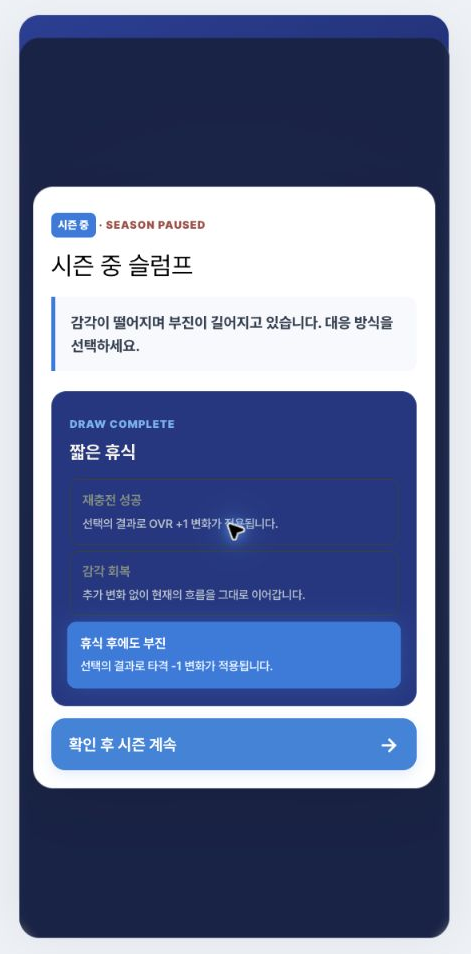 시즌 중 · SEASON PAUSED
시즌 중 슬럼프
감각이 떨어지며 부진이 길어지고 있습니다. 대응 방식을
선택하세요.
DRAW COMPLETE
짧은 휴식
재충전 성공
선택의 결과로 OVR +1 변화가 적용됩니다.
감각 회복
추가 변화 없이 현재의 흐름을 그대로 이어갑니다.
휴식 후에도 부진
선택의 결과로 타격 -1 변화가 적용됩니다.
확인 후 시즌 계속